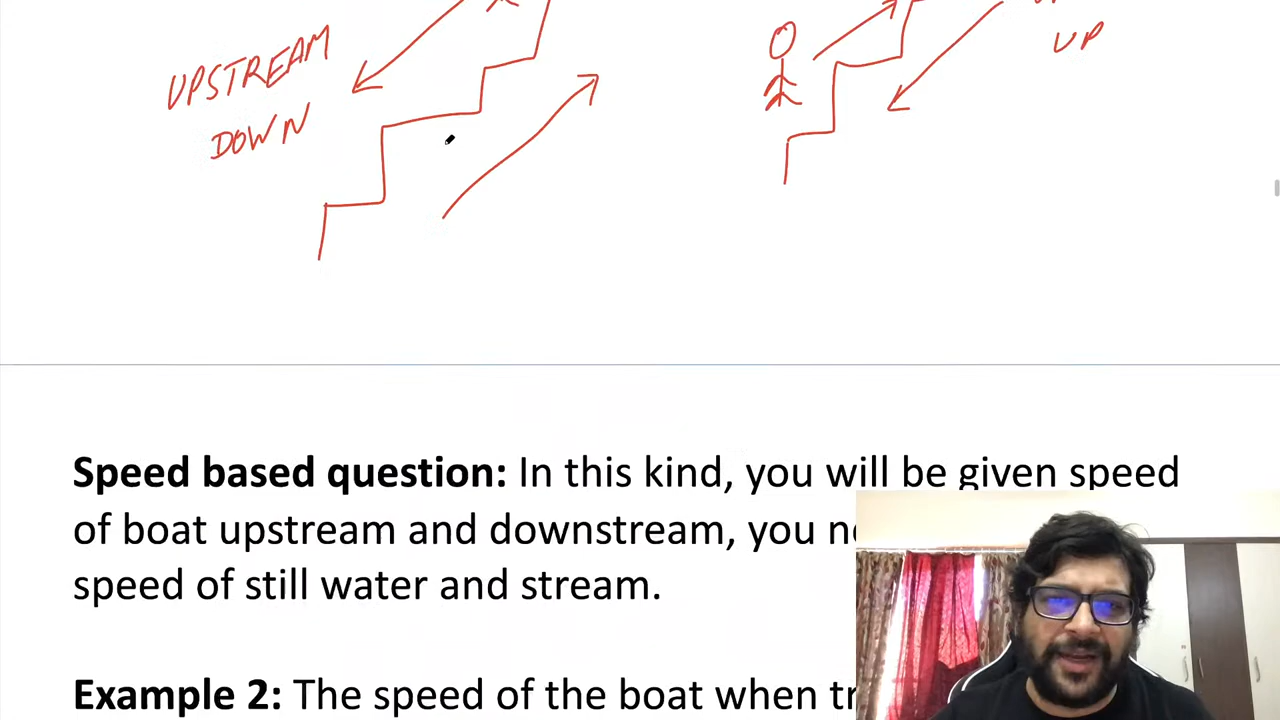 UPSTREAM
DOWN
UP
Speed based question: In this kind, you will be given speed
of boat upstream and downstream, you
speed of still water and stream.
Example 2: The speed of the boat when